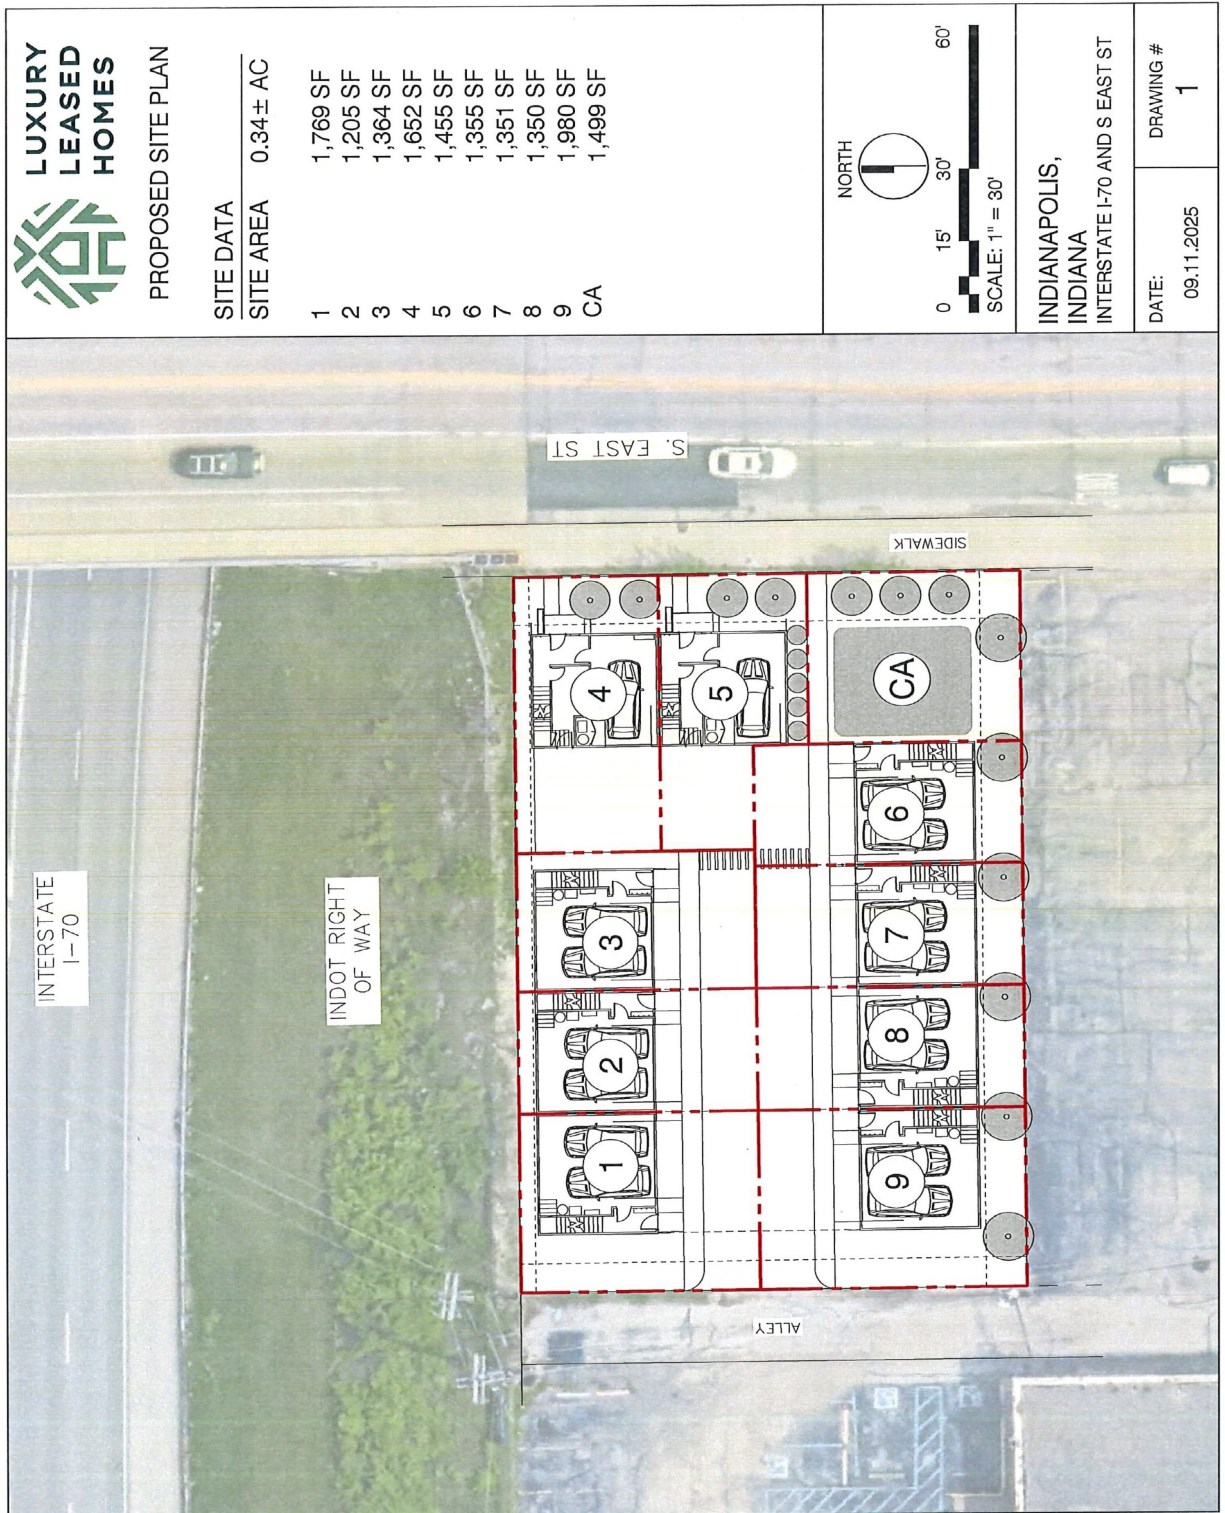 LUXURY
LEASED
HOMES
PROPOSED SITE PLAN
SITE DATA
SITE AREA 0.34± AC
1 1,769 SF
2 1,205 SF
3 1,364 SF
4 1,652 SF
5 1,455 SF
6 1,355 SF
7 1,351 SF
8 1,350 SF
9 1,980 SF
CA 1,499 SF
NORTH
0 15' 30' 60'
SCALE: 1" = 30'
INDIANAPOLIS,
INDIANA
INTERSTATE I-70 AND S EAST ST
DATE:
09.11.2025
DRAWING #
1
INTERSTATE
I-70
INDOT RIGHT
OF WAY
S. EAST ST
SIDEWALK
ALLEY
1
2
3
4
5
CA
6
7
8
9